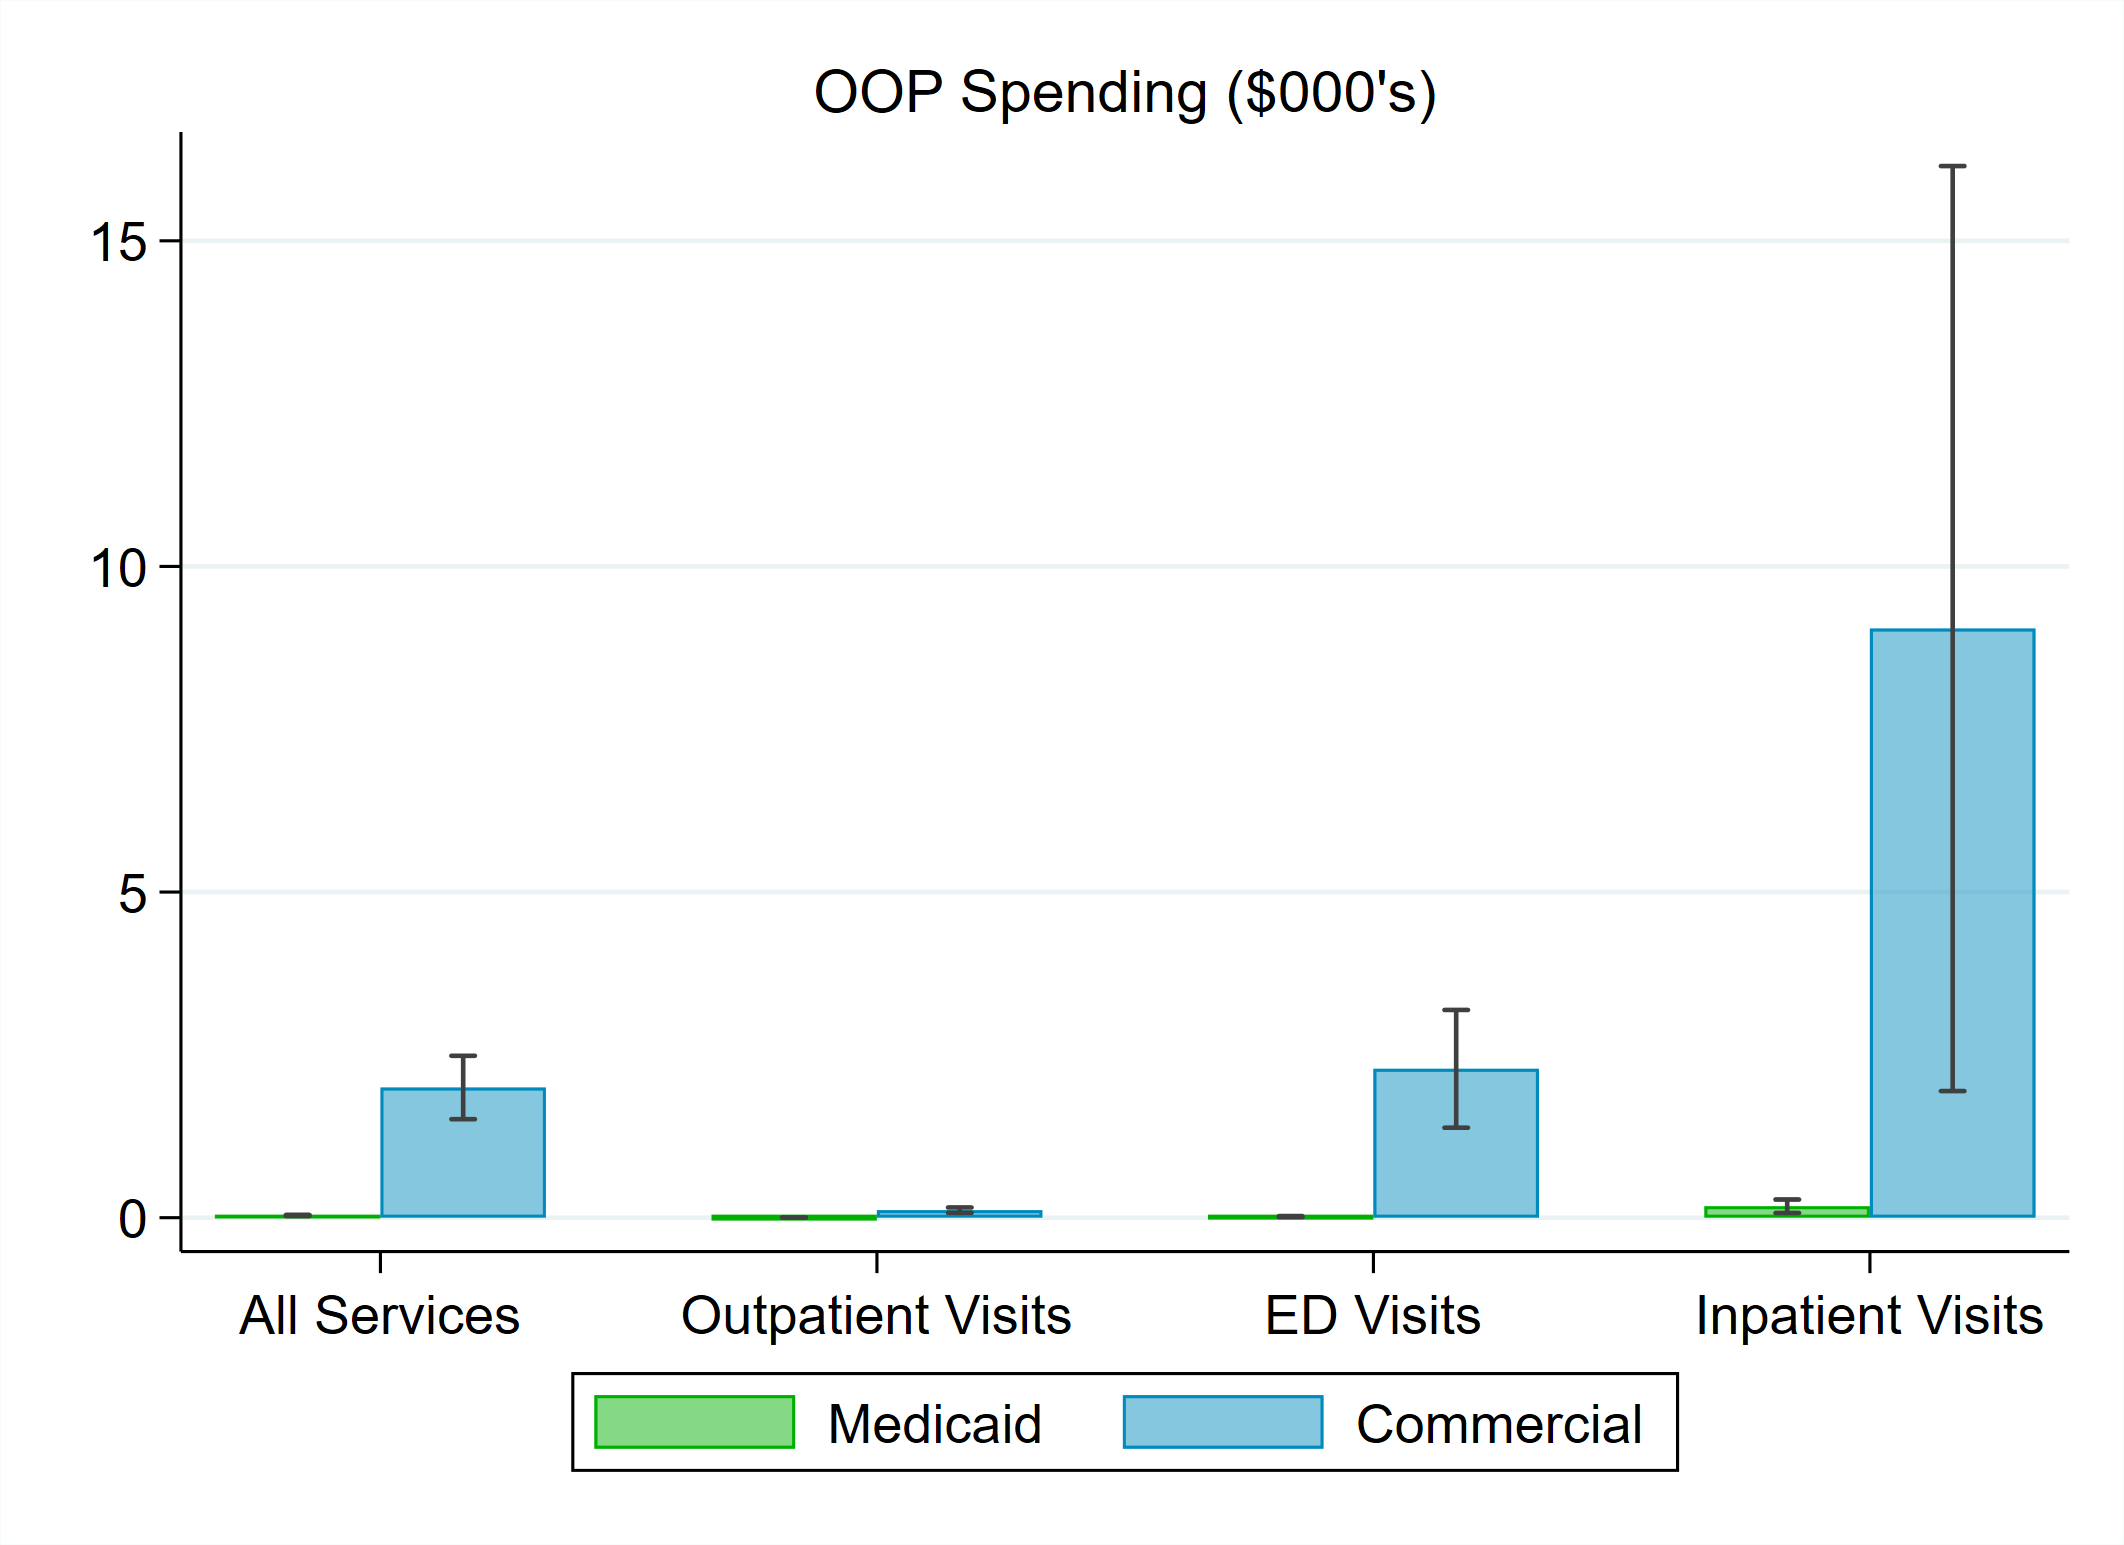 OOP Spending ($000's)
15
10
5
0
All Services Outpatient Visits ED Visits Inpatient Visits
Medicaid Commercial